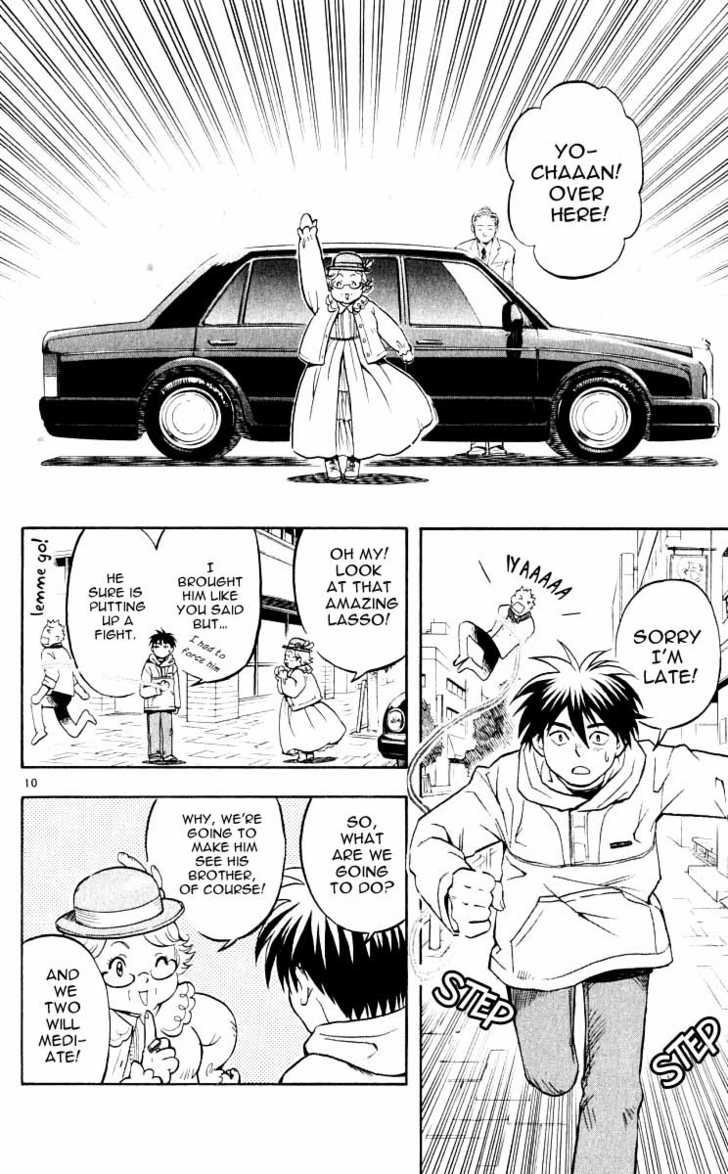 YO-
CHAAAN!
OVER
HERE!
SORRY
I'M
LATE!
IYAAAAA
STEP
STEP
OH MY!
LOOK
AT THAT
AMAZING
LASSO!
I
BROUGHT
HIM LIKE
YOU SAID
BUT...
I had to
force him
HE
SURE IS
PUTTING
UP A
FIGHT.
lemme go!
10
SO,
WHAT
ARE WE
GOING
TO DO?
WHY, WE'RE
GOING TO
MAKE HIM
SEE HIS
BROTHER,
OF COURSE!
AND
WE
TWO
WILL
MEDI-
ATE!